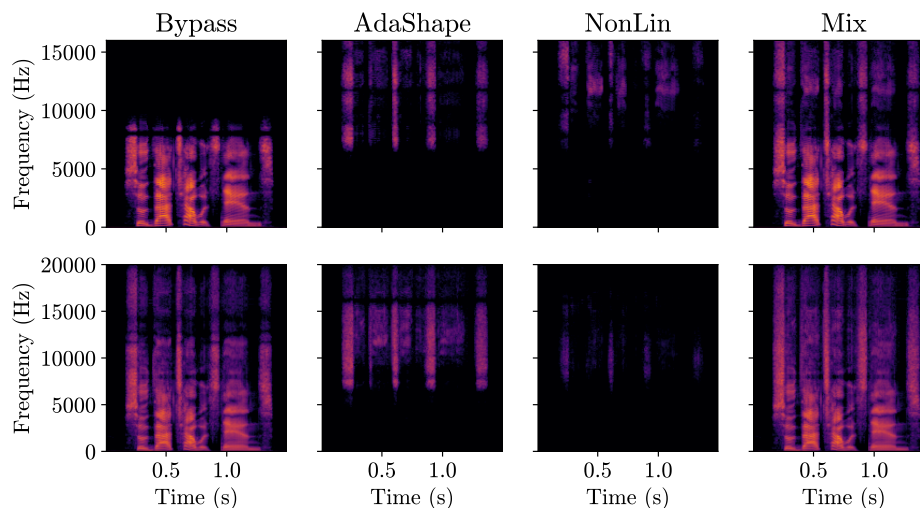 Bypass AdaShape NonLin Mix
15000
10000
5000
0
Frequency (Hz)
20000
15000
10000
5000
0
Frequency (Hz)
0.5 1.0 0.5 1.0 0.5 1.0 0.5 1.0
Time (s) Time (s) Time (s) Time (s)